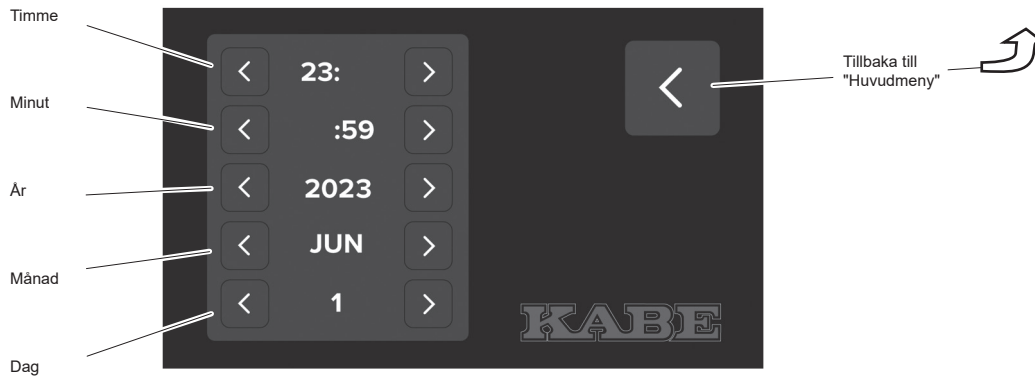 Timme
Minut
År
Månad
Dag
23:
:59
2023
JUN
1
KABE
Tillbaka till
"Huvudmeny"